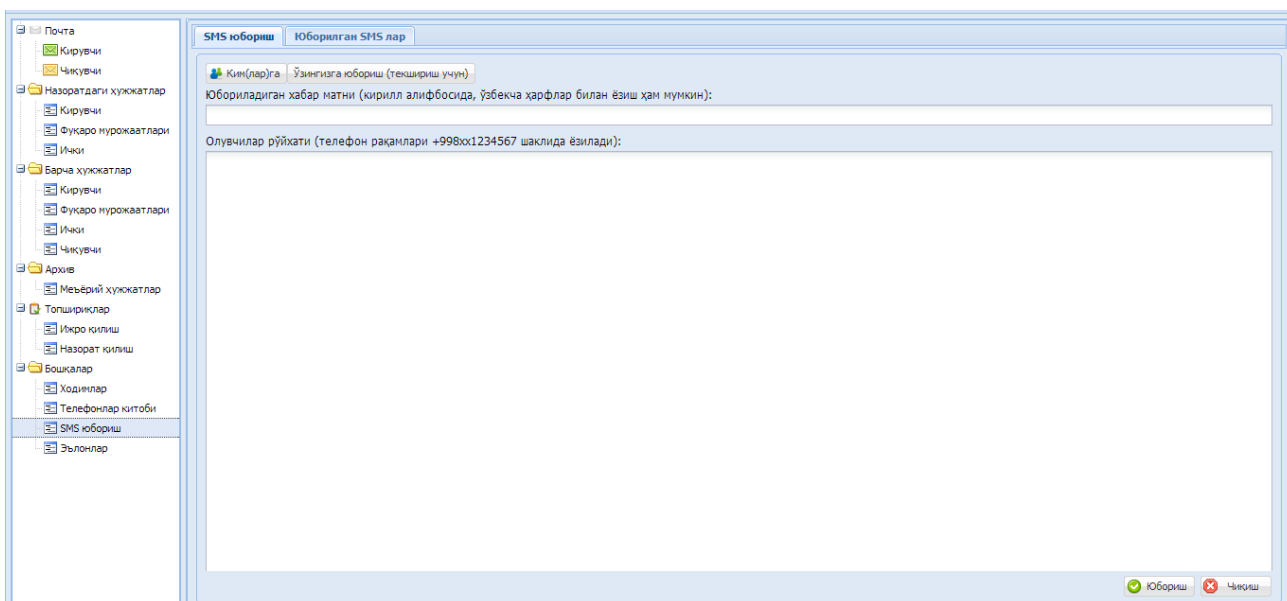 Почта
Кирувчи
Чикувчи
Назоратдаги ҳужжатлар
Кирувчи
Фуқаро мурожаатлари
Ички
Барча ҳужжатлар
Кирувчи
Фуқаро мурожаатлари
Ички
Чикувчи
Архив
Меъёрий ҳужжатлар
Топшириқлар
Ижро қилиш
Назорат қилиш
Бошқалар
Ходимлар
Телефонлар китоби
SMS юбориш
Эълонлар
SMS юбориш Юборилган SMS лар
Ким(лар)га Ўзингизга юбориш (текшириш учун)
Юбориладиган хабар матни (кирилл алифбосида, ўзбекча ҳарфлар билан ёзиш ҳам мумкин):
Олувчилар рўйхати (телефон рақамлари +998xx1234567 шаклида ёзилади):
Юбориш Чиқиш